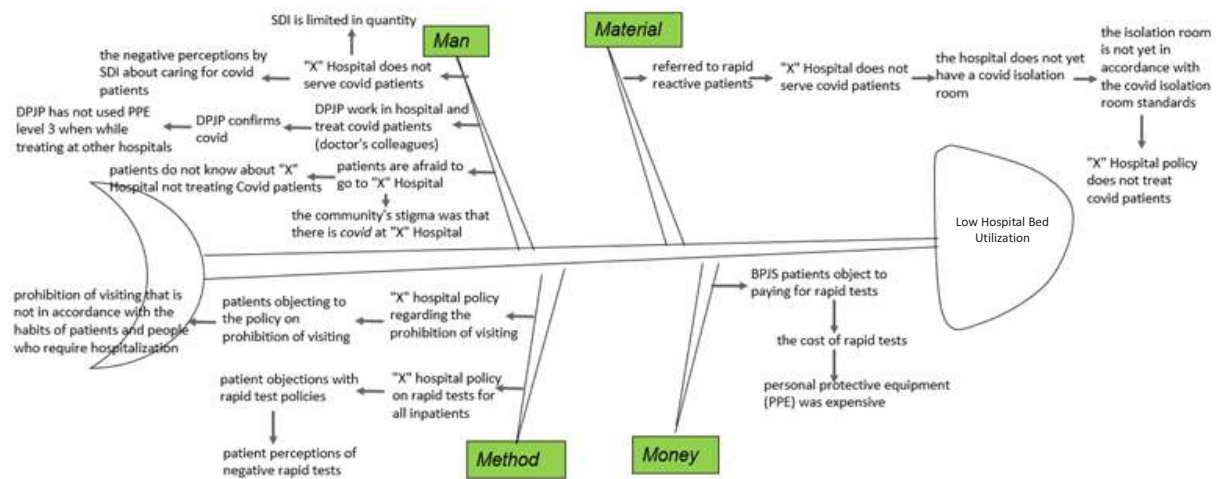 SDI is limited in quantity
Man
the negative perceptions by
SDI about caring for covid
patients
"X" Hospital does not
serve covid patients
DPJP has not used PPE
level 3 when while
treating at other hospitals
DPJP confirms
covid
DPJP work in hospital and
treat covid patients
(doctor's colleagues)
patients do not know about "X"
Hospital not treating Covid patients
patients are afraid to
go to "X" Hospital
the community's stigma was that
there is covid at "X" Hospital
Material
referred to rapid
reactive patients
"X" Hospital does not
serve covid patients
the hospital does not yet
have a covid isolation
room
the isolation room
is not yet in
accordance with
the covid isolation
room standards
"X" Hospital policy
does not treat
covid patients
Low Hospital Bed
Utilization
prohibition of visiting that is
not in accordance with the
habits of patients and people
who require hospitalization
patients objecting to
the policy on
prohibition of visiting
"X" hospital policy
regarding the
prohibition of visiting
patient objections with
rapid test policies
"X" hospital policy
on rapid tests for
all inpatients
patient perceptions of
negative rapid tests
Method
BPJS patients object to
paying for rapid tests
the cost of rapid tests
personal protective equipment
(PPE) was expensive
Money